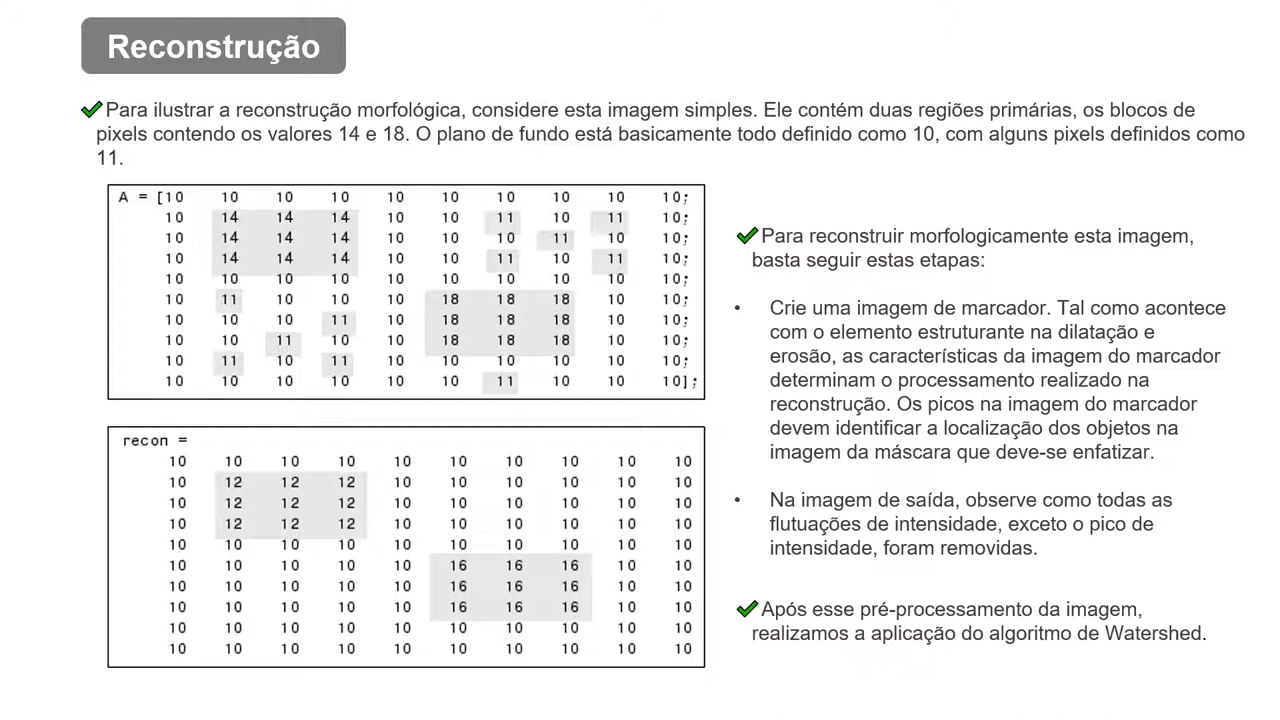 Reconstrução
Para ilustrar a reconstrução morfológica, considere esta imagem simples. Ele contém duas regiões primárias, os blocos de
pixels contendo os valores 14 e 18. O plano de fundo está basicamente todo definido como 10, com alguns pixels definidos como
11.
A = [10 10 10 10 10 10 10 10 10 10;
10 14 14 14 10 10 11 10 11 10;
10 14 14 14 10 10 10 11 10 10;
10 14 14 14 10 10 11 10 11 10;
10 10 10 10 10 10 10 10 10 10;
10 11 10 10 10 18 18 18 10 10;
10 10 10 11 10 18 18 18 10 10;
10 10 11 10 10 18 18 18 10 10;
10 11 10 11 10 10 10 10 10 10;
10 10 10 10 10 10 11 10 10 10];
recon =
10 10 10 10 10 10 10 10 10 10
10 12 12 12 10 10 10 10 10 10
10 12 12 12 10 10 10 10 10 10
10 12 12 12 10 10 10 10 10 10
10 10 10 10 10 10 10 10 10 10
10 10 10 10 10 16 16 16 10 10
10 10 10 10 10 16 16 16 10 10
10 10 10 10 10 16 16 16 10 10
10 10 10 10 10 10 10 10 10 10
10 10 10 10 10 10 10 10 10 10
Para reconstruir morfologicamente esta imagem,
basta seguir estas etapas:
• Crie uma imagem de marcador. Tal como acontece
com o elemento estruturante na dilatação e
erosão, as características da imagem do marcador
determinam o processamento realizado na
reconstrução. Os picos na imagem do marcador
devem identificar a localização dos objetos na
imagem da máscara que deve-se enfatizar.
• Na imagem de saída, observe como todas as
flutuações de intensidade, exceto o pico de
intensidade, foram removidas.
Após esse pré-processamento da imagem,
realizamos a aplicação do algoritmo de Watershed.